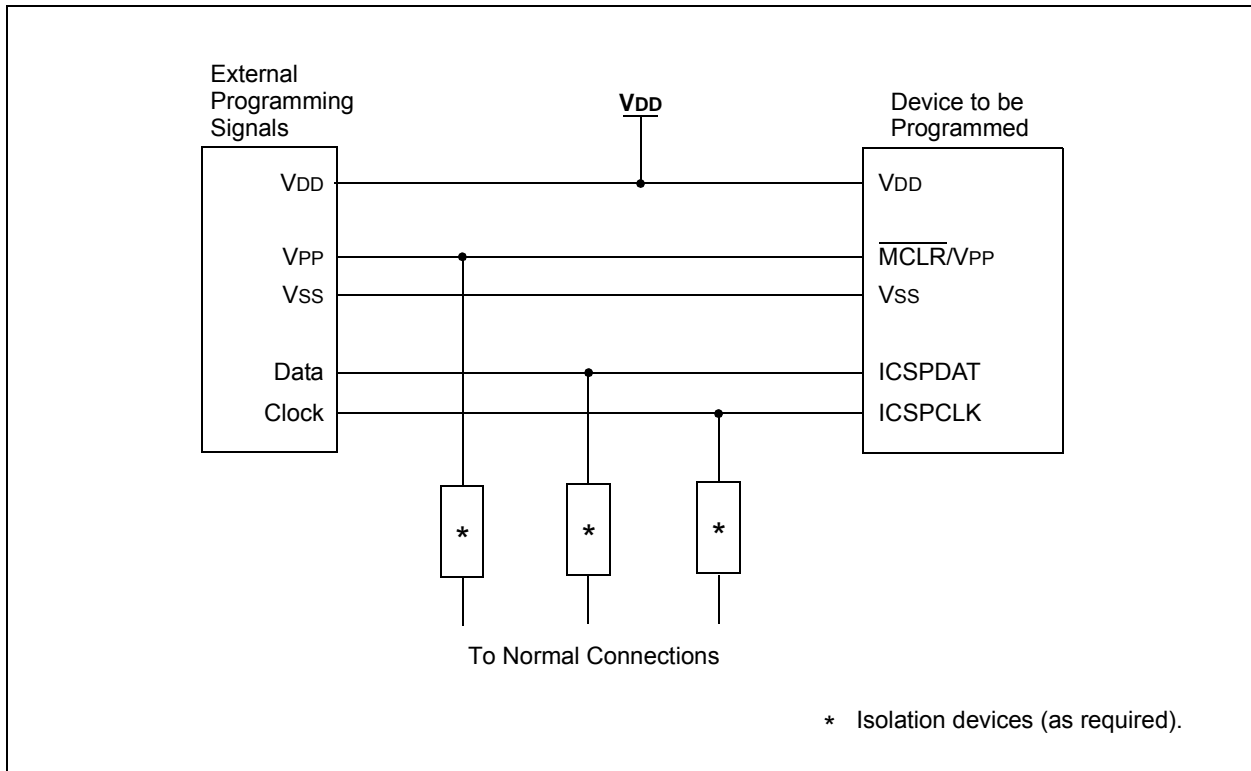 External
Programming
Signals
VDD
Device to be
Programmed
VDD
VDD
VPP
MCLR/VPP
VSS
VSS
Data
ICSPDAT
Clock
ICSPCLK
*
*
*
To Normal Connections
* Isolation devices (as required).